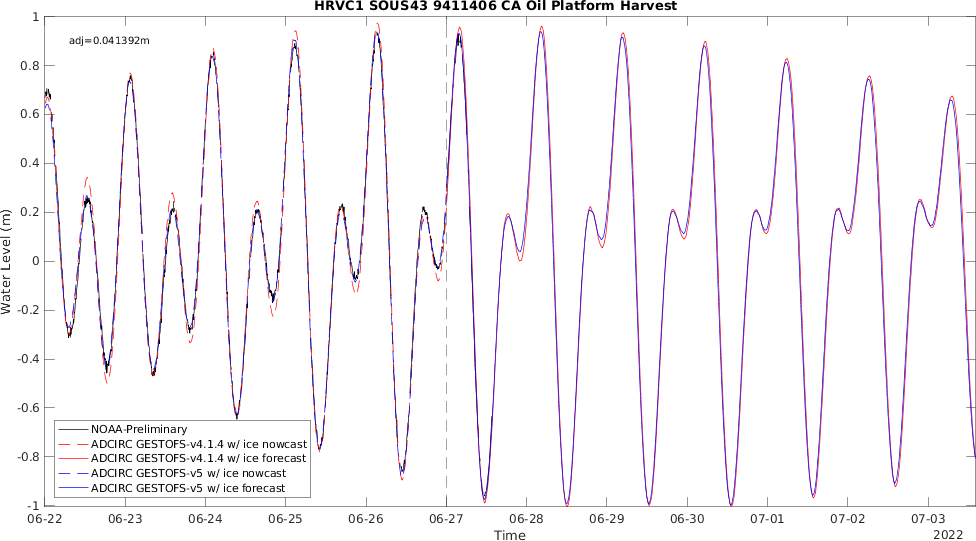 HRVC1 SOUS43 9411406 CA Oil Platform Harvest
adj=0.041392m
Water Level (m)
1
0.8
0.6
0.4
0.2
0
-0.2
-0.4
-0.6
-0.8
-1
NOAA-Preliminary
ADCIRC GESTOFS-v4.1.4 w/ ice nowcast
ADCIRC GESTOFS-v4.1.4 w/ ice forecast
ADCIRC GESTOFS-v5 w/ ice nowcast
ADCIRC GESTOFS-v5 w/ ice forecast
06-22 06-23 06-24 06-25 06-26 06-27 06-28 06-29 06-30 07-01 07-02 07-03
Time
2022